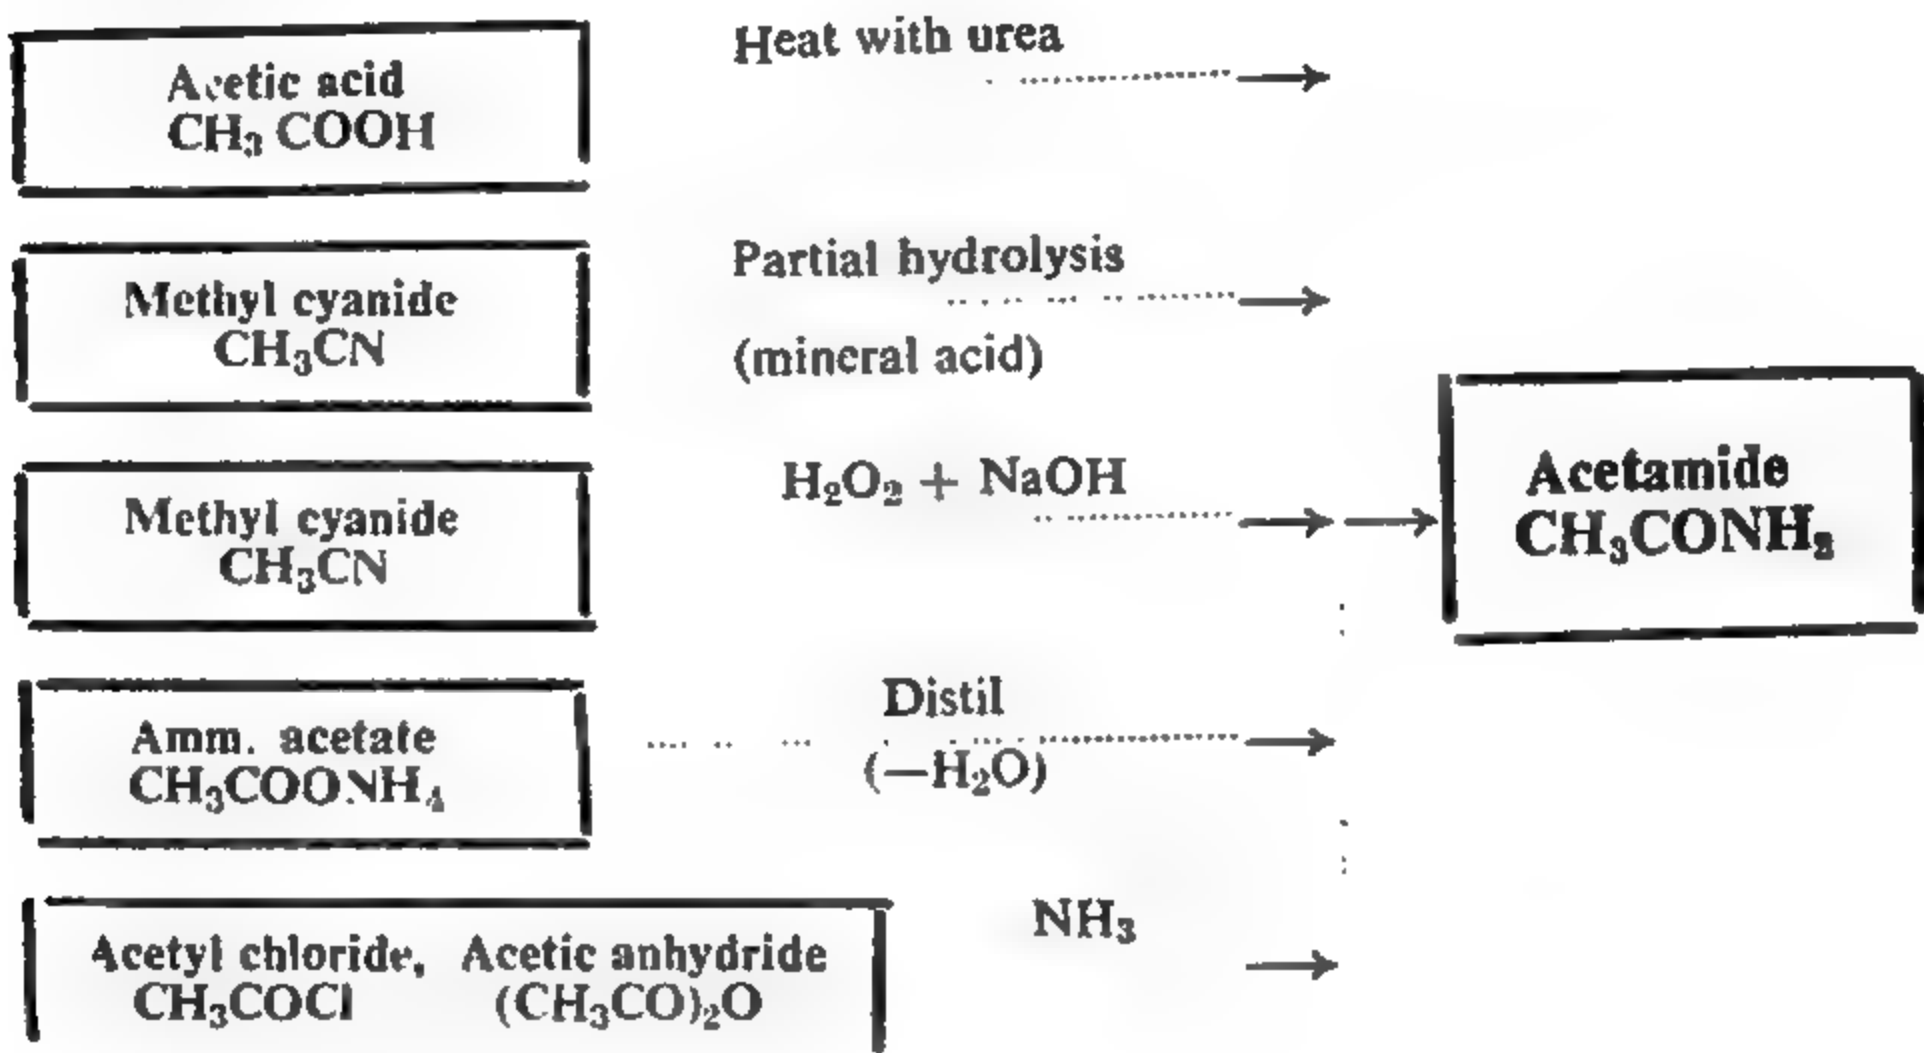 Heat with urea
Acetic acid
CH₃ COOH
Partial hydrolysis
Methyl cyanide
CH₃CN
(mineral acid)
H₂O₂ + NaOH
Methyl cyanide
CH₃CN
Acetamide
CH₃CONH₂
Distil
Amm. acetate
(—H₂O)
CH₃COONH₄
NH₃
Acetyl chloride, Acetic anhydride
CH₃COCl (CH₃CO)₂O